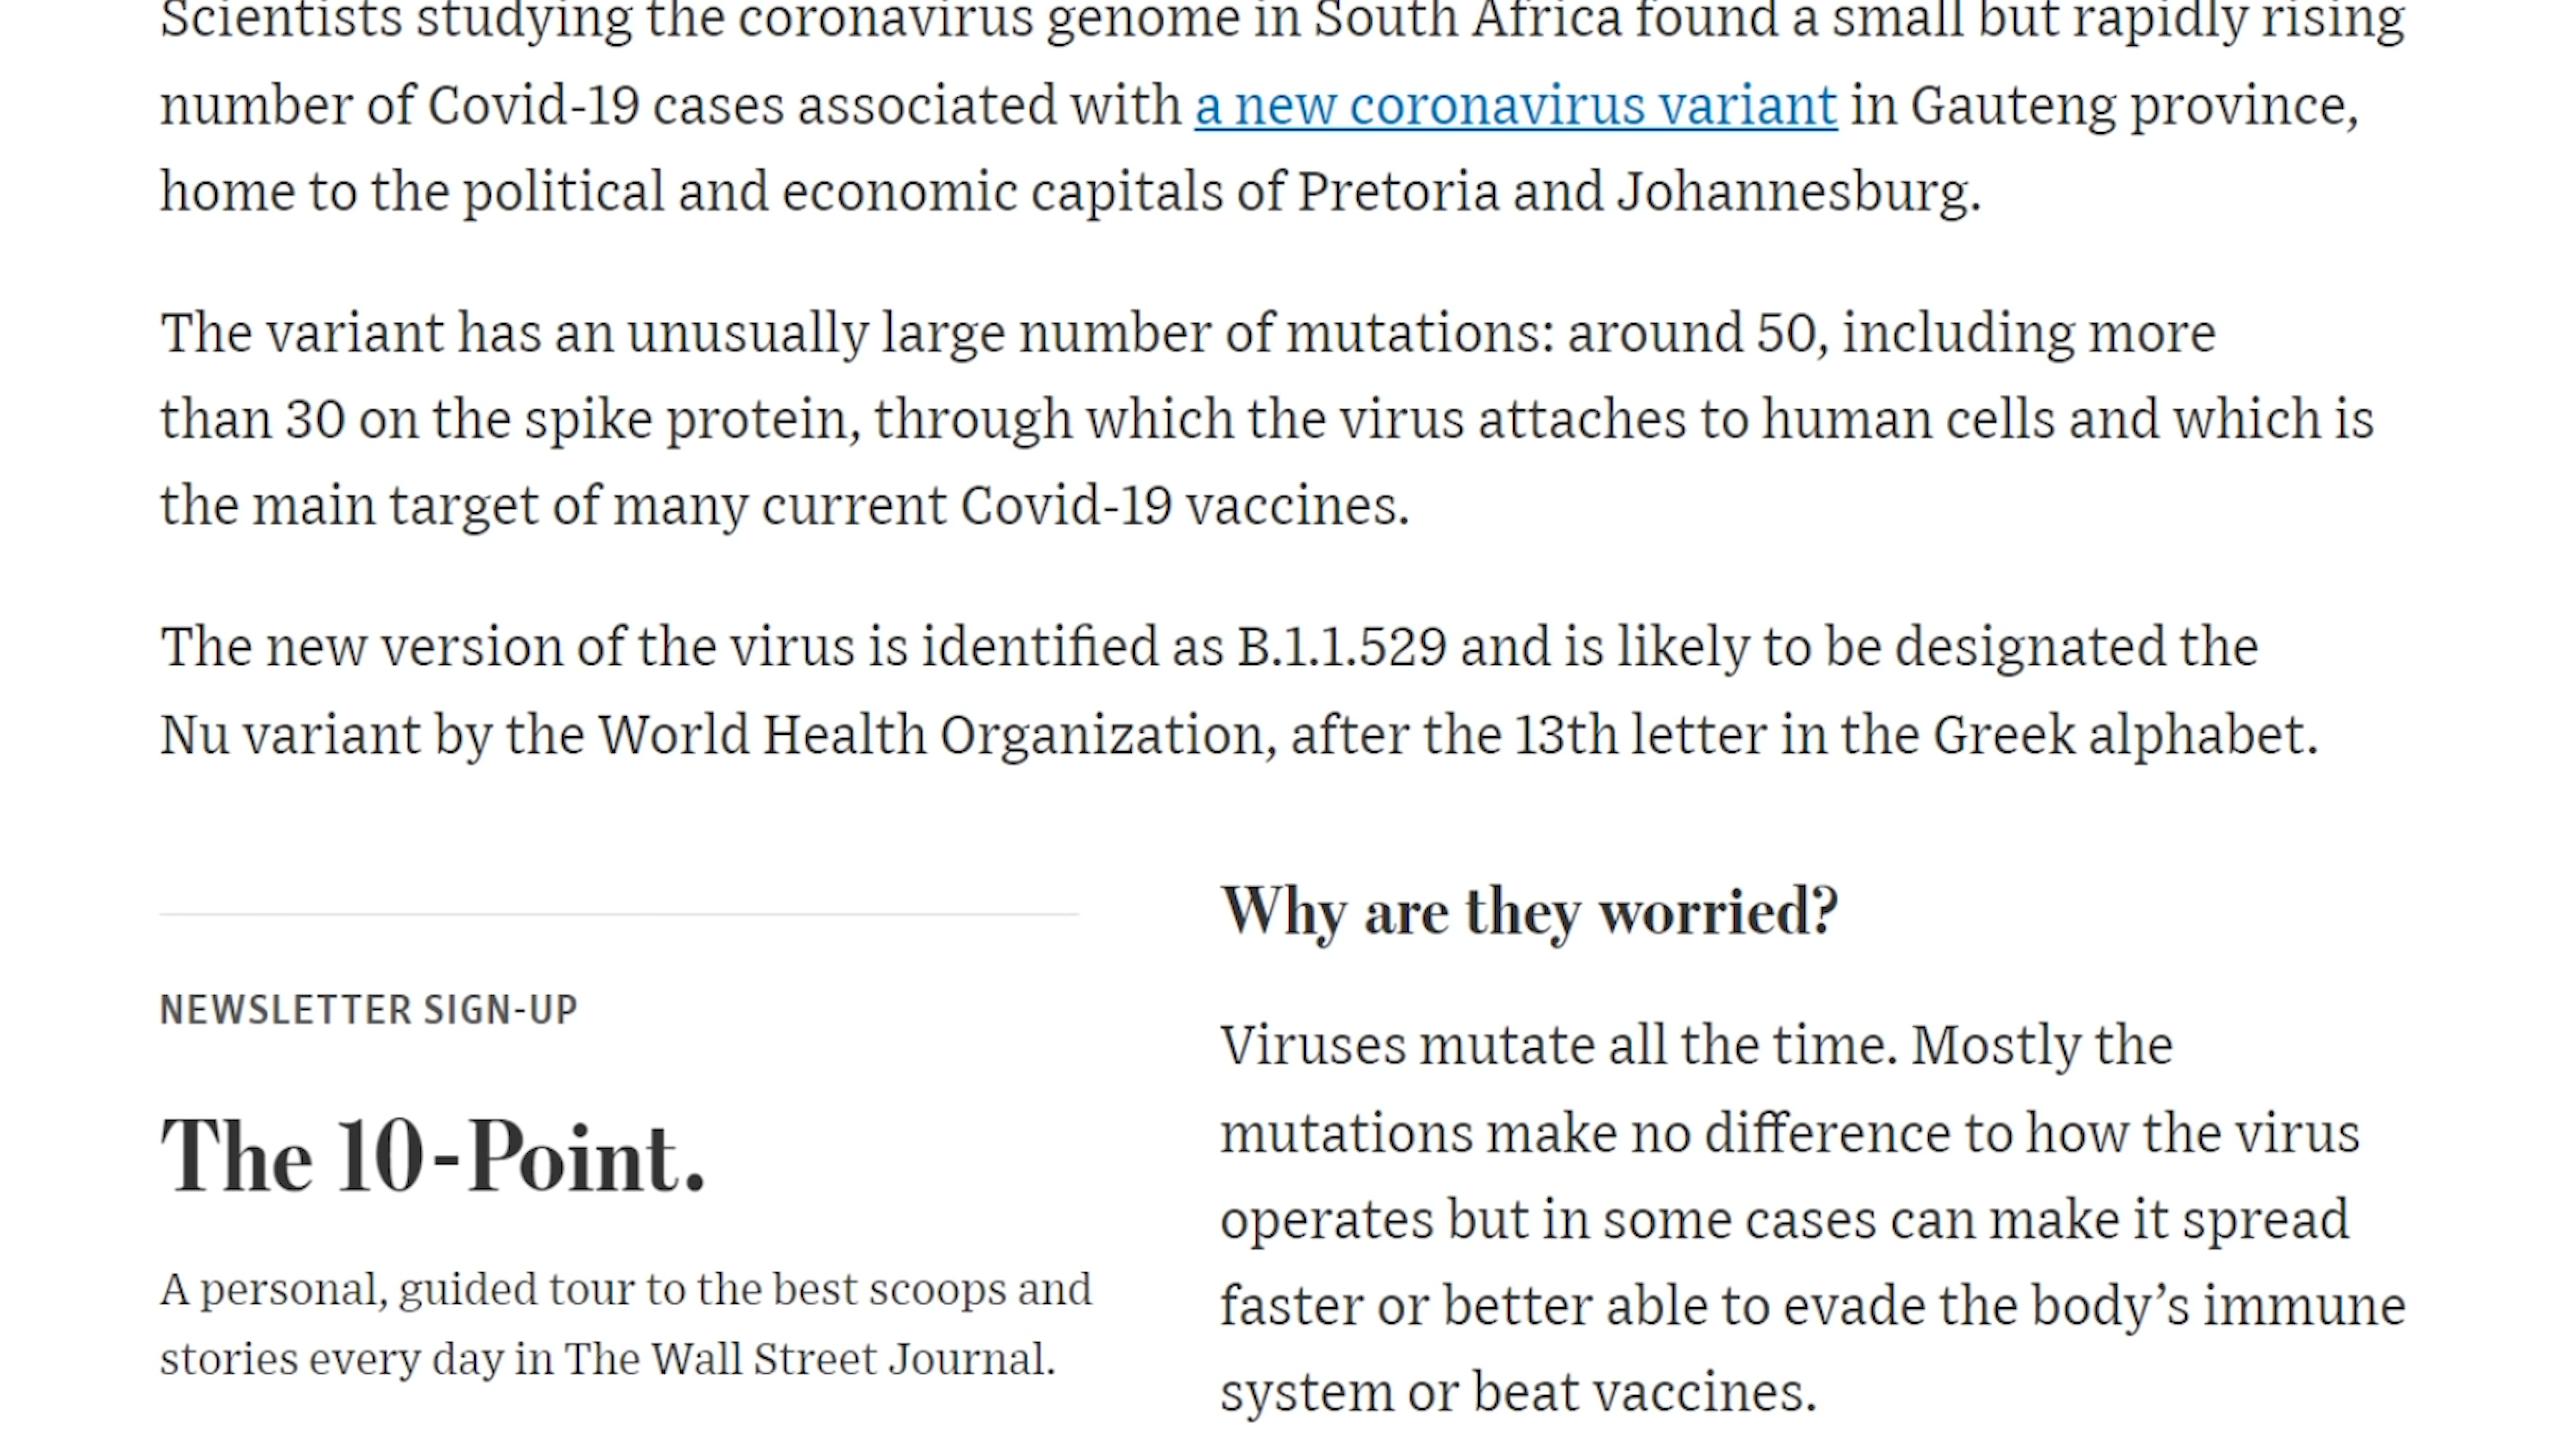 Scientists studying the coronavirus genome in South Africa found a small but rapidly rising
number of Covid-19 cases associated with a new coronavirus variant in Gauteng province,
home to the political and economic capitals of Pretoria and Johannesburg.
The variant has an unusually large number of mutations: around 50, including more
than 30 on the spike protein, through which the virus attaches to human cells and which is
the main target of many current Covid-19 vaccines.
The new version of the virus is identified as B.1.1.529 and is likely to be designated the
Nu variant by the World Health Organization, after the 13th letter in the Greek alphabet.
NEWSLETTER SIGN-UP
The 10-Point.
A personal, guided tour to the best scoops and
stories every day in The Wall Street Journal.
Why are they worried?
Viruses mutate all the time. Mostly the
mutations make no difference to how the virus
operates but in some cases can make it spread
faster or better able to evade the body’s immune
system or beat vaccines.